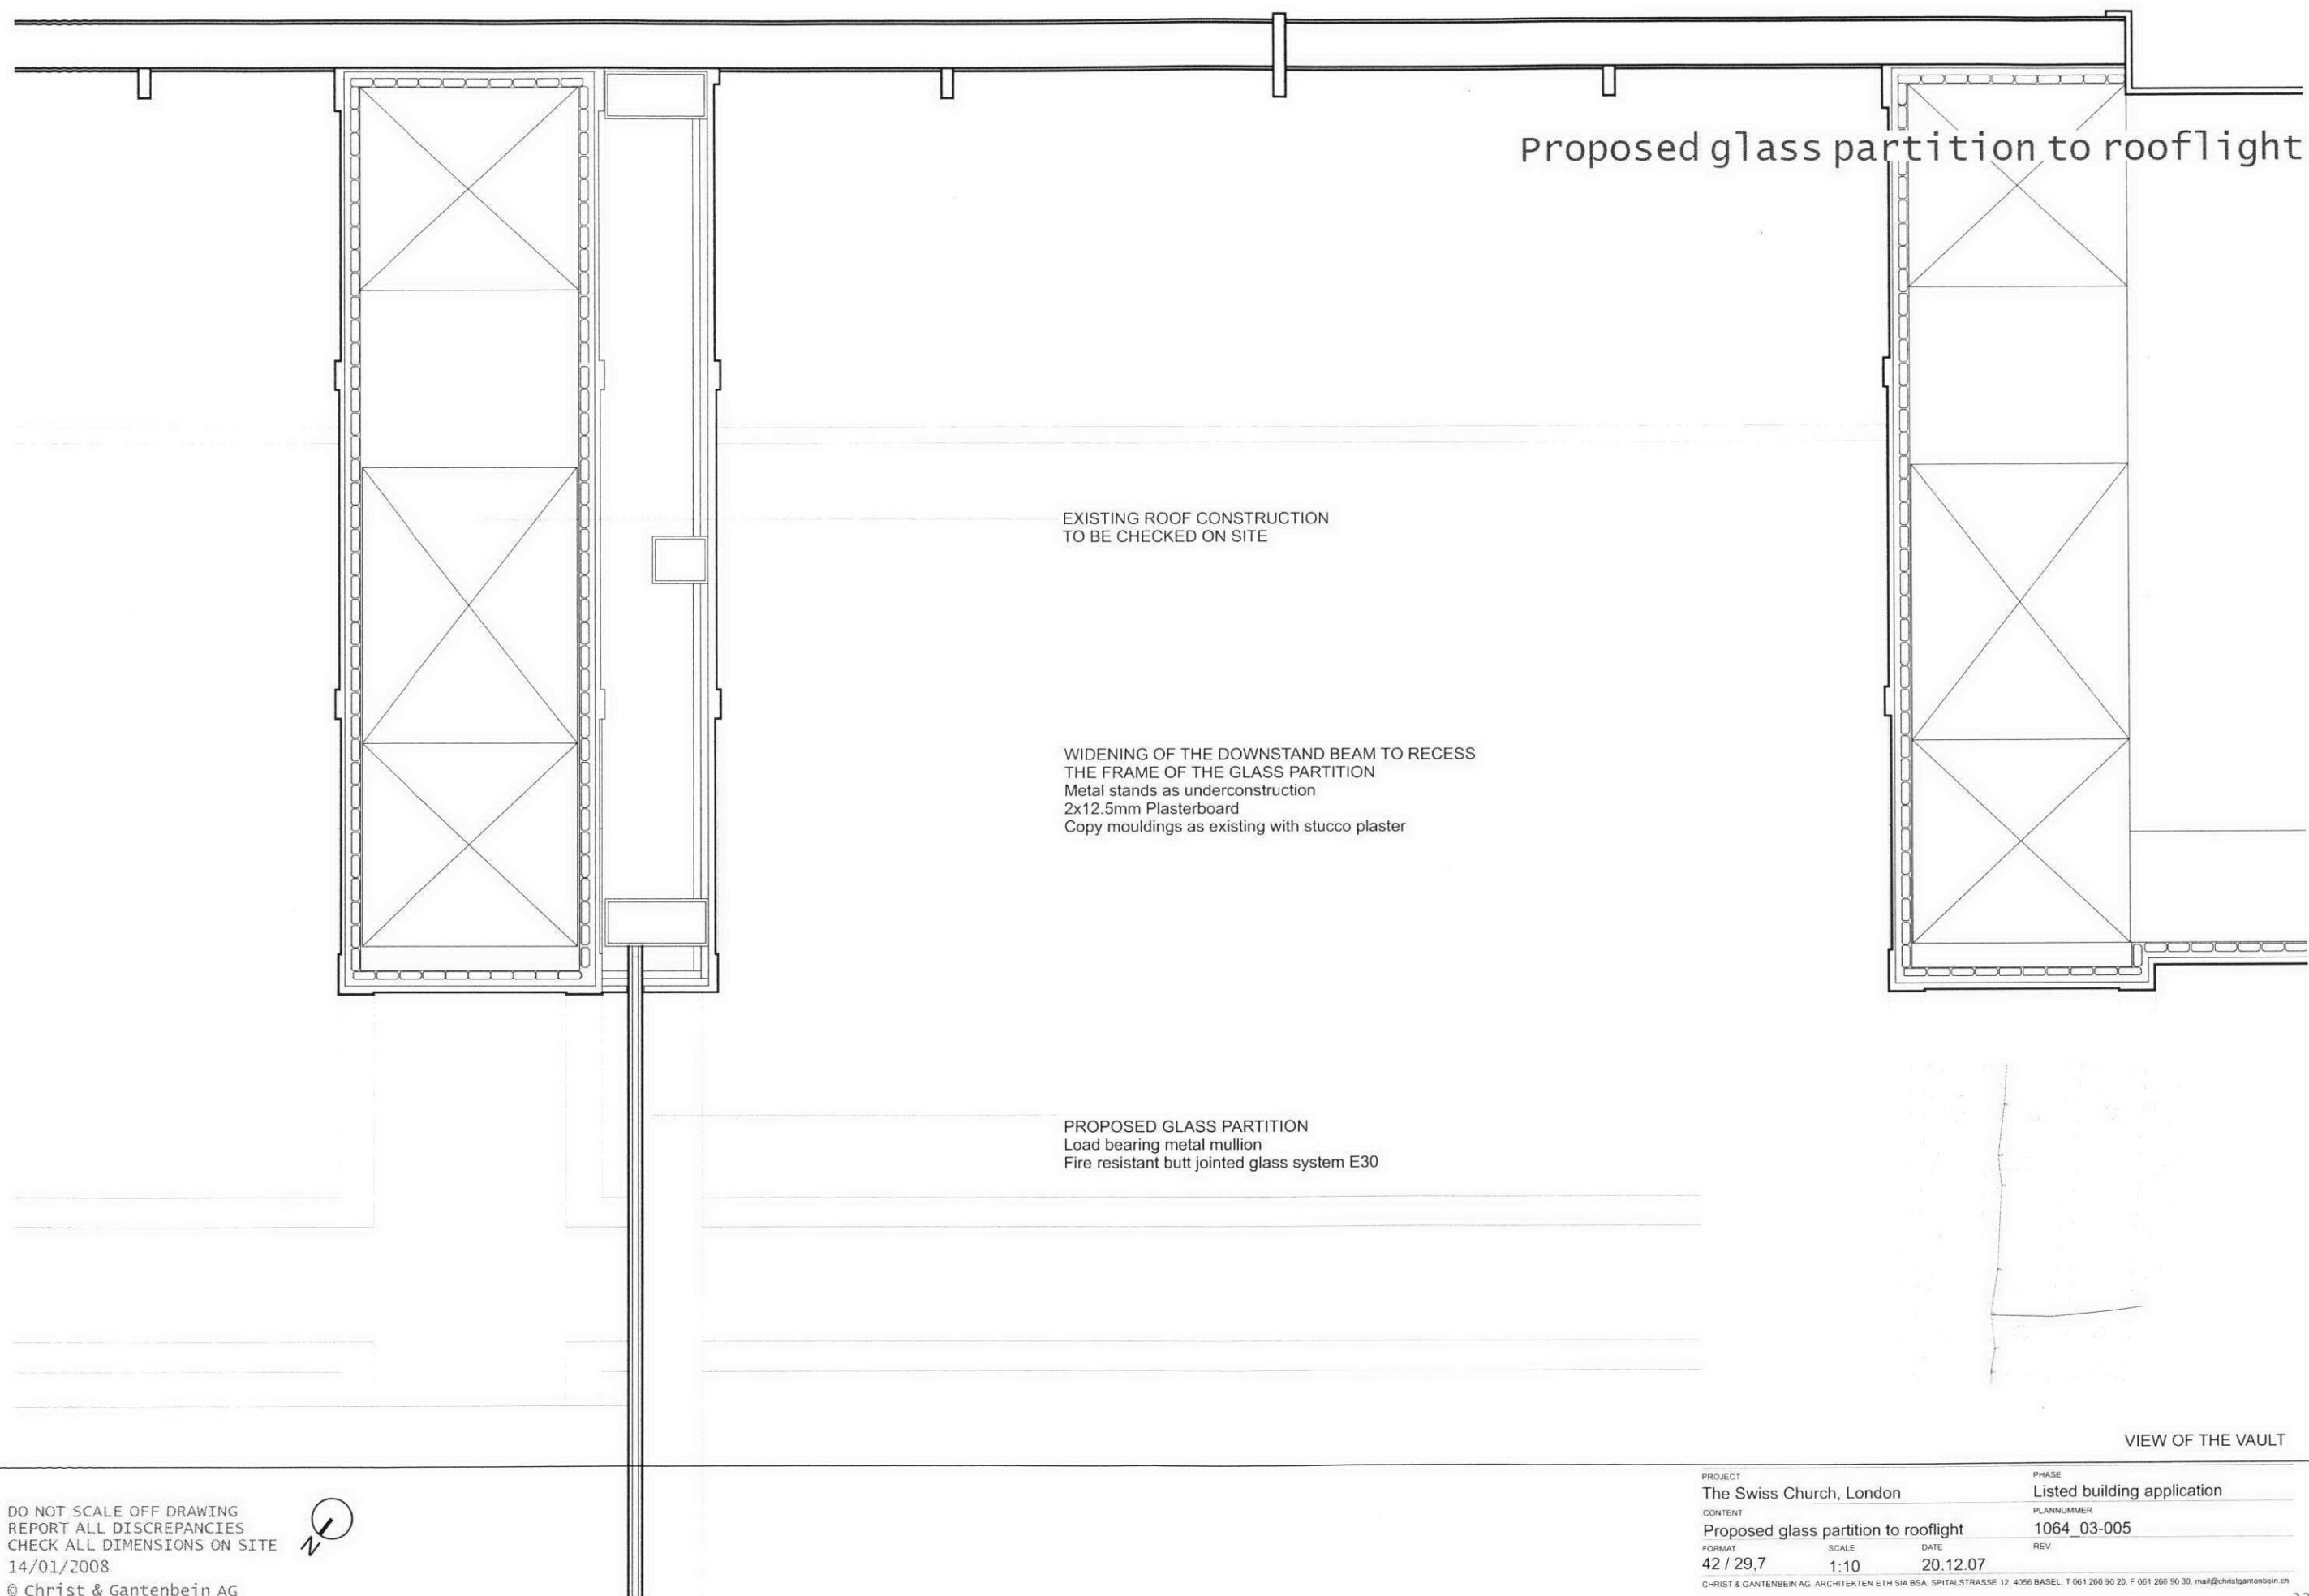 Proposed glass partition to rooflight
EXISTING ROOF CONSTRUCTION
TO BE CHECKED ON SITE
WIDENING OF THE DOWNSTAND BEAM TO RECESS
THE FRAME OF THE GLASS PARTITION
Metal stands as underconstruction
2x12.5mm Plasterboard
Copy mouldings as existing with stucco plaster
PROPOSED GLASS PARTITION
Load bearing metal mullion
Fire resistant butt jointed glass system E30
VIEW OF THE VAULT
DO NOT SCALE OFF DRAWING
REPORT ALL DISCREPANCIES
CHECK ALL DIMENSIONS ON SITE
14/01/2008
© Christ & Gantenbein AG
N
PROJECT PHASE
The Swiss Church, London Listed building application
CONTENT PLANNUMMER
Proposed glass partition to rooflight 1064_03-005
FORMAT SCALE DATE REV
42 / 29,7 1:10 20.12.07
CHRIST & GANTENBEIN AG, ARCHITEKTEN ETH SIA BSA, SPITALSTRASSE 12, 4056 BASEL, T 061 260 90 20, F 061 260 90 30, mail@christgantenbein.ch